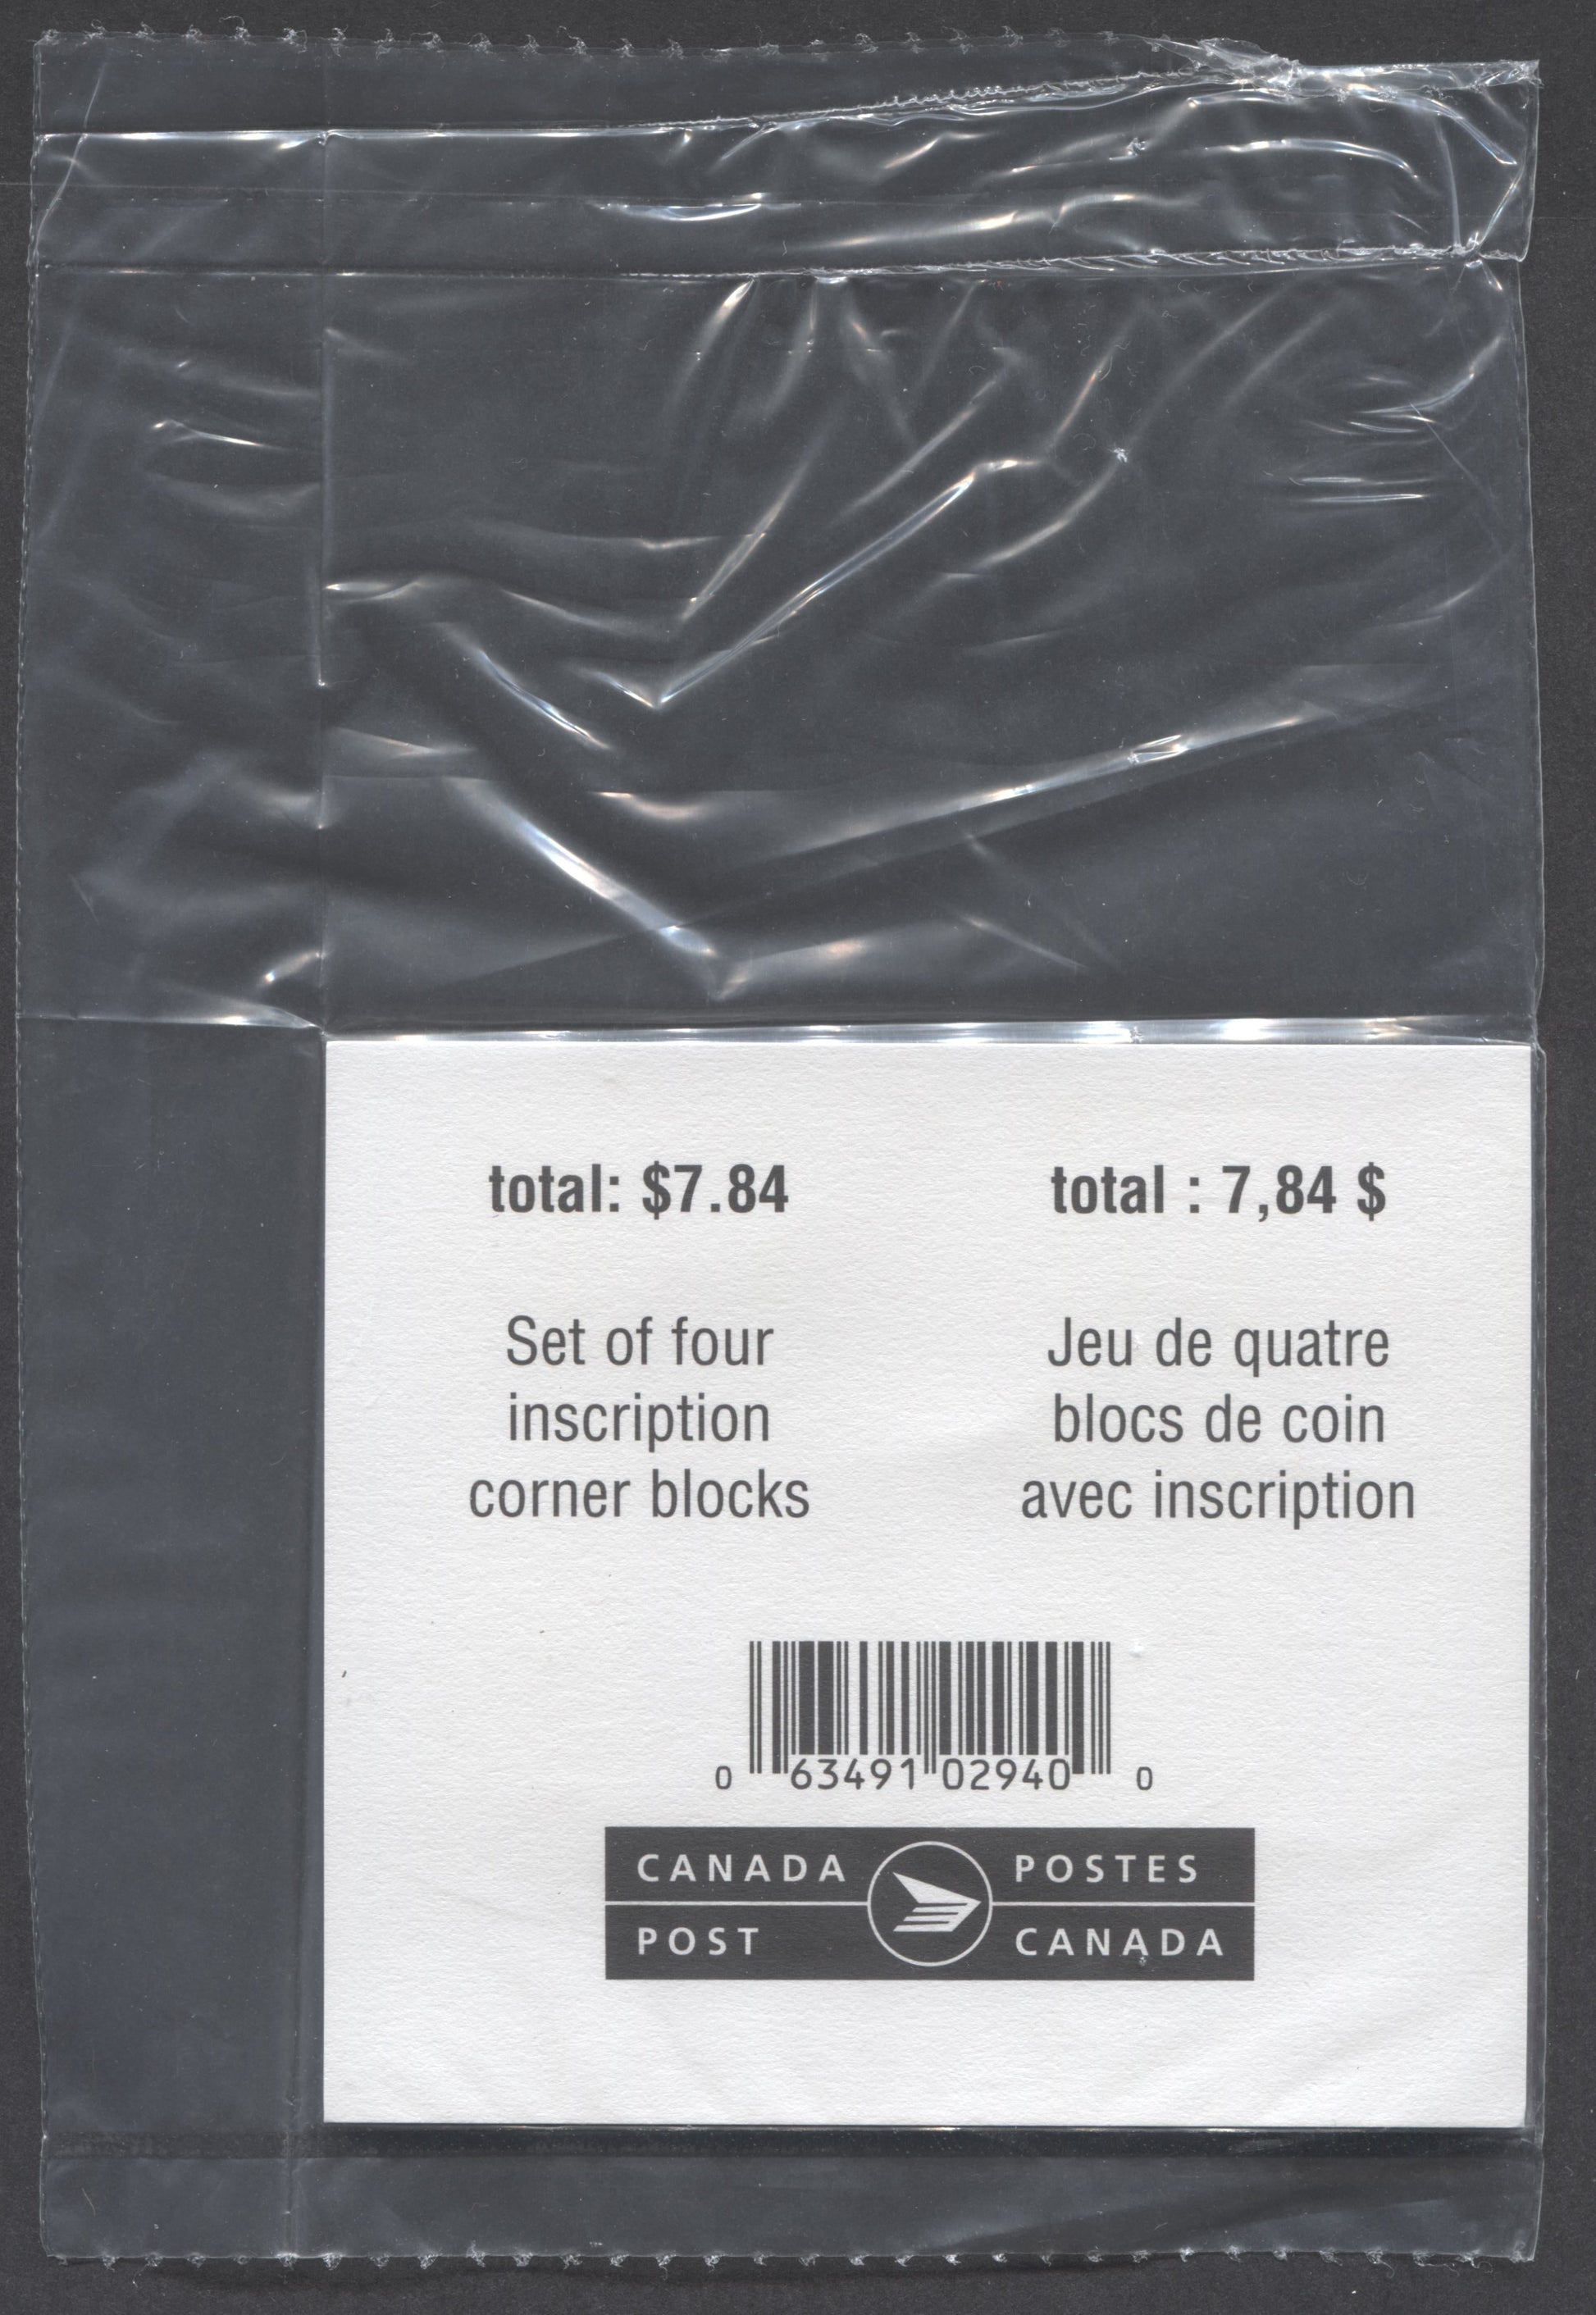 total: $7.84
total : 7,84 $
Set of four
inscription
corner blocks
Jeu de quatre
blocs de coin
avec inscription
0 63491 02940 0
CANADA POSTES
POST CANADA